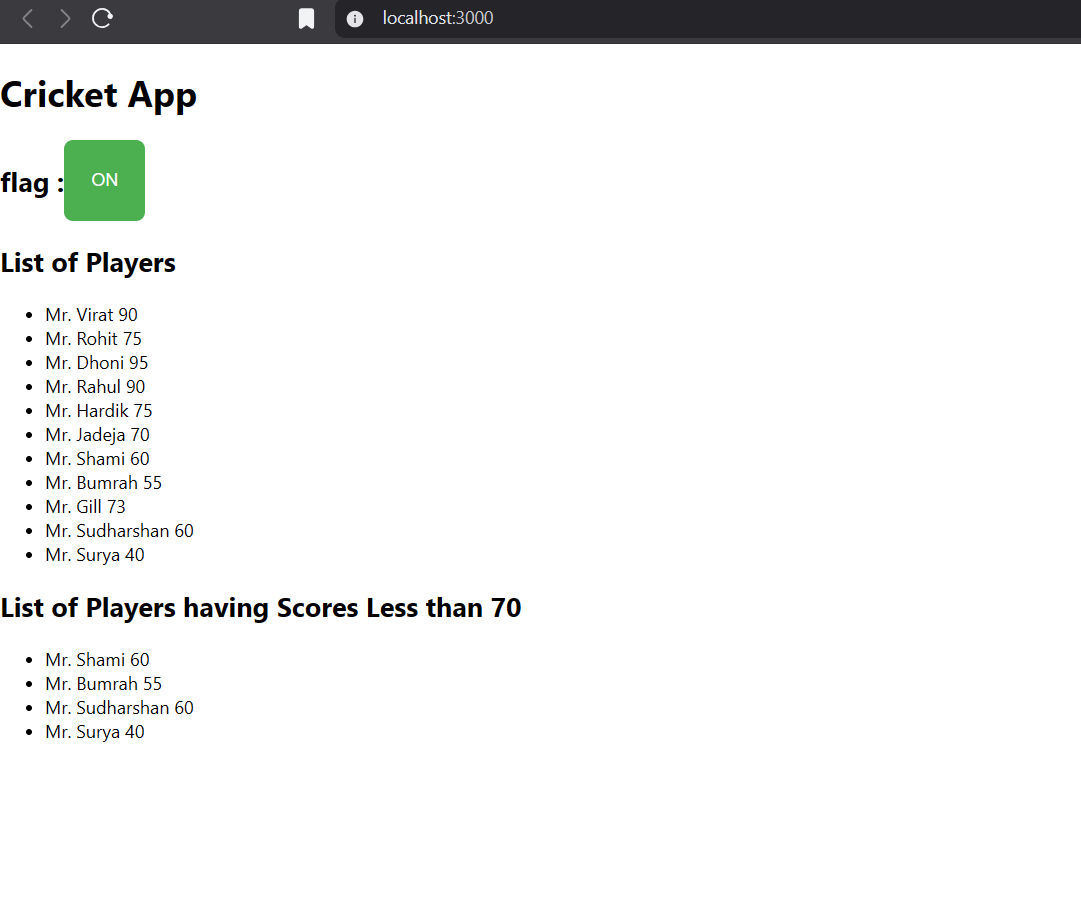 localhost:3000
Cricket App
flag : ON
List of Players
Mr. Virat 90
Mr. Rohit 75
Mr. Dhoni 95
Mr. Rahul 90
Mr. Hardik 75
Mr. Jadeja 70
Mr. Shami 60
Mr. Bumrah 55
Mr. Gill 73
Mr. Sudharshan 60
Mr. Surya 40
List of Players having Scores Less than 70
Mr. Shami 60
Mr. Bumrah 55
Mr. Sudharshan 60
Mr. Surya 40